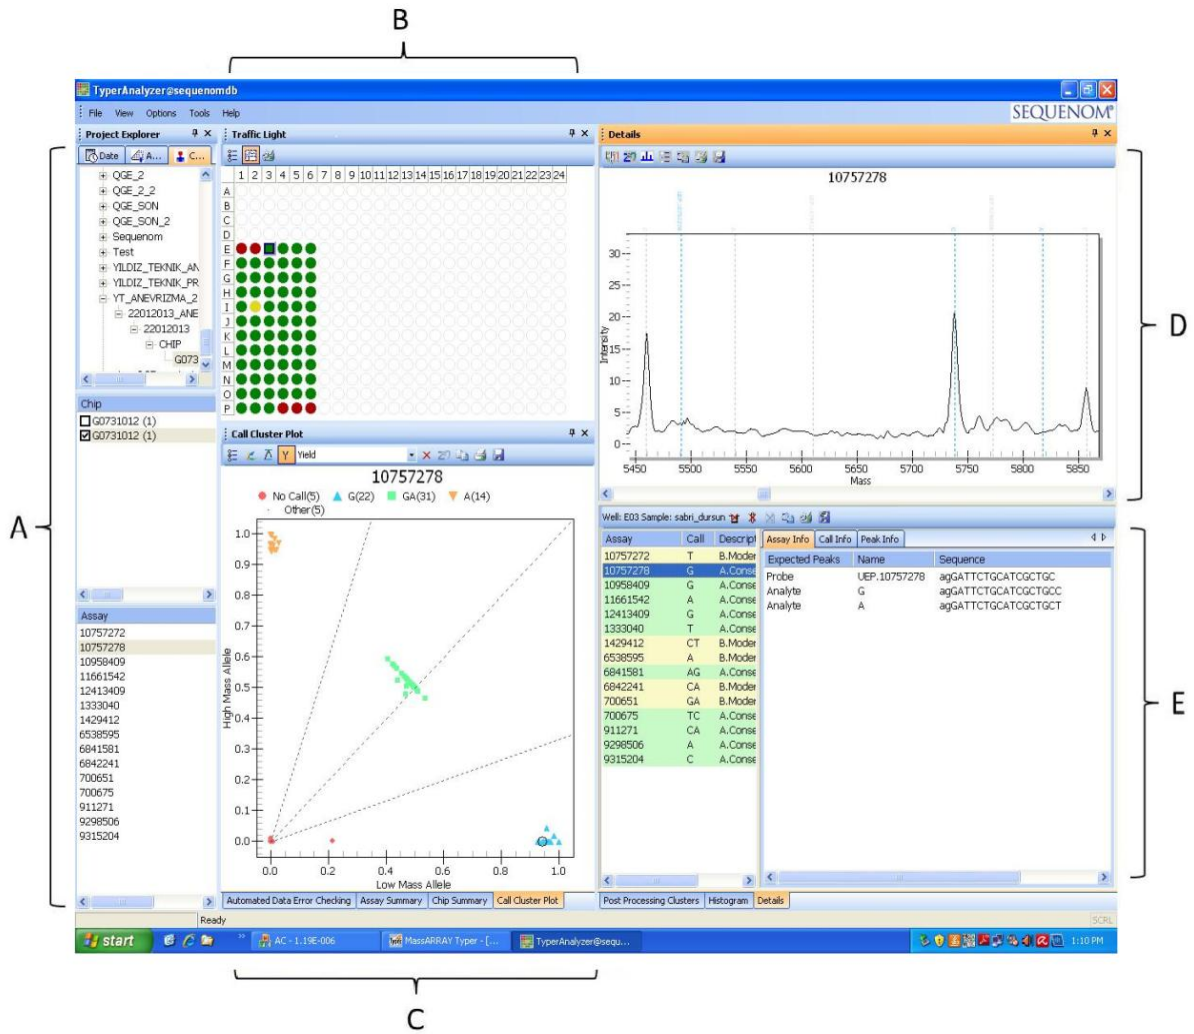 B
TyperAnalyzer@sequenomdb
File View Options Tools Help
SEQUENOM®
Project Explorer
Date A... C...
QGE_2
QGE_2_2
QGE_SON
QGE_SON_2
Sequenom
Test
YILDIZ_TEKNIK_AN
YILDIZ_TEKNIK_PR
YT_ANEVRIZMA_2
22012013_ANE
22012013
CHIP
G073
Chip
G0731012 (1)
G0731012 (1)
Assay
10757272
10757278
10958409
11661542
12413409
1333040
1429412
6538595
6841581
6842241
700651
700675
911271
9298506
9315204
A
Traffic Light
1 2 3 4 5 6 7 8 9 10 11 12 13 14 15 16 17 18 19 20 21 22 23 24
A
B
C
D
E
F
G
H
I
J
K
L
M
N
O
P
Call Cluster Plot
Y Yield
10757278
No Call(5) G(22) GA(31) A(14)
Other(5)
High Mass Allele
1.0
0.9
0.8
0.7
0.6
0.5
0.4
0.3
0.2
0.1
0.0
0.0 0.2 0.4 0.6 0.8 1.0
Low Mass Allele
Automated Data Error Checking Assay Summary Chip Summary Call Cluster Plot
Details
10757278
Intensity
30
25
20
15
10
5
0
5450 5500 5550 5600 5650 5700 5750 5800 5850
Mass
D
Well: E03 Sample: sabri_dursun
Assay Call Descript
10757272 T B.Moder
10757278 G A.Conse
10958409 G A.Conse
11661542 A A.Conse
12413409 G A.Conse
1333040 T A.Conse
1429412 CT B.Moder
6538595 A B.Moder
6841581 AG A.Conse
6842241 CA B.Moder
700651 GA B.Moder
700675 TC A.Conse
911271 CA A.Conse
9298506 A A.Conse
9315204 C A.Conse
Assay Info Call Info Peak Info
Expected Peaks Name Sequence
Probe UEP.10757278 agGATTCTGCATCGCTGC
Analyte G agGATTCTGCATCGCTGCC
Analyte A agGATTCTGCATCGCTGCT
E
Post Processing Clusters Histogram Details
Ready
SCRL
start AC - 1.19E-006 MassARRAY Typer - [... TyperAnalyzer@sequ... 1:10 PM
C